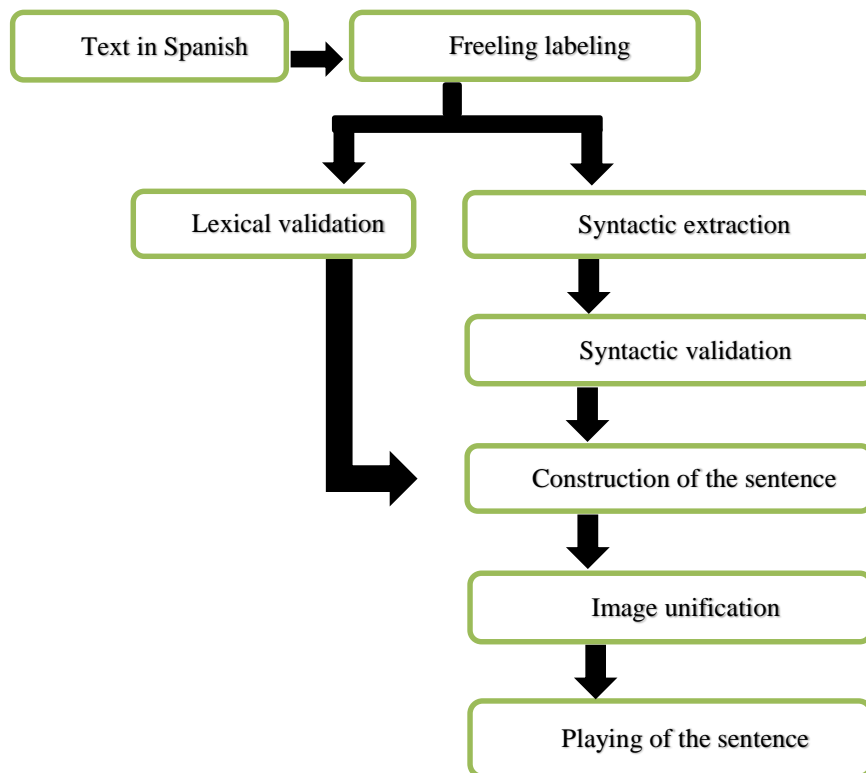 Text in Spanish
Freeling labeling
Lexical validation
Syntactic extraction
Syntactic validation
Construction of the sentence
Image unification
Playing of the sentence